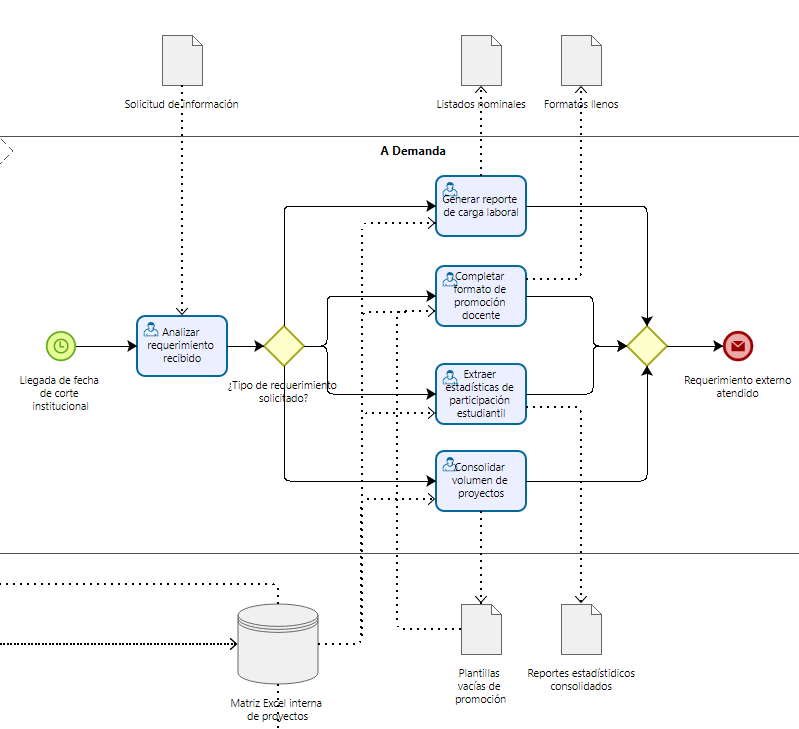 Solicitud de información
Listados nominales
Formatos llenos
A Demanda
Generar reporte
de carga laboral
Completar
formato de
promoción
docente
Analizar
requerimiento
recibido
Llegada de fecha
de corte
institucional
¿Tipo de requerimiento
solicitado?
Extraer
estadísticas de
participación
estudiantil
Requerimiento externo
atendido
Consolidar
volumen de
proyectos
Matriz Excel interna
de proyectos
Plantillas
vacías de
promoción
Reportes estadístidicos
consolidados